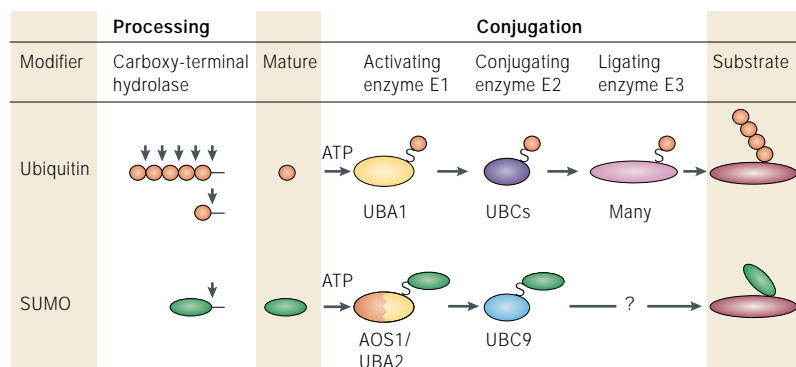 Processing Conjugation
Modifier Carboxy-terminal hydrolase Mature Activating enzyme E1 Conjugating enzyme E2 Ligating enzyme E3 Substrate
ATP
Ubiquitin
UBA1 UBCs Many
ATP
SUMO ?
AOS1/ UBA2 UBC9